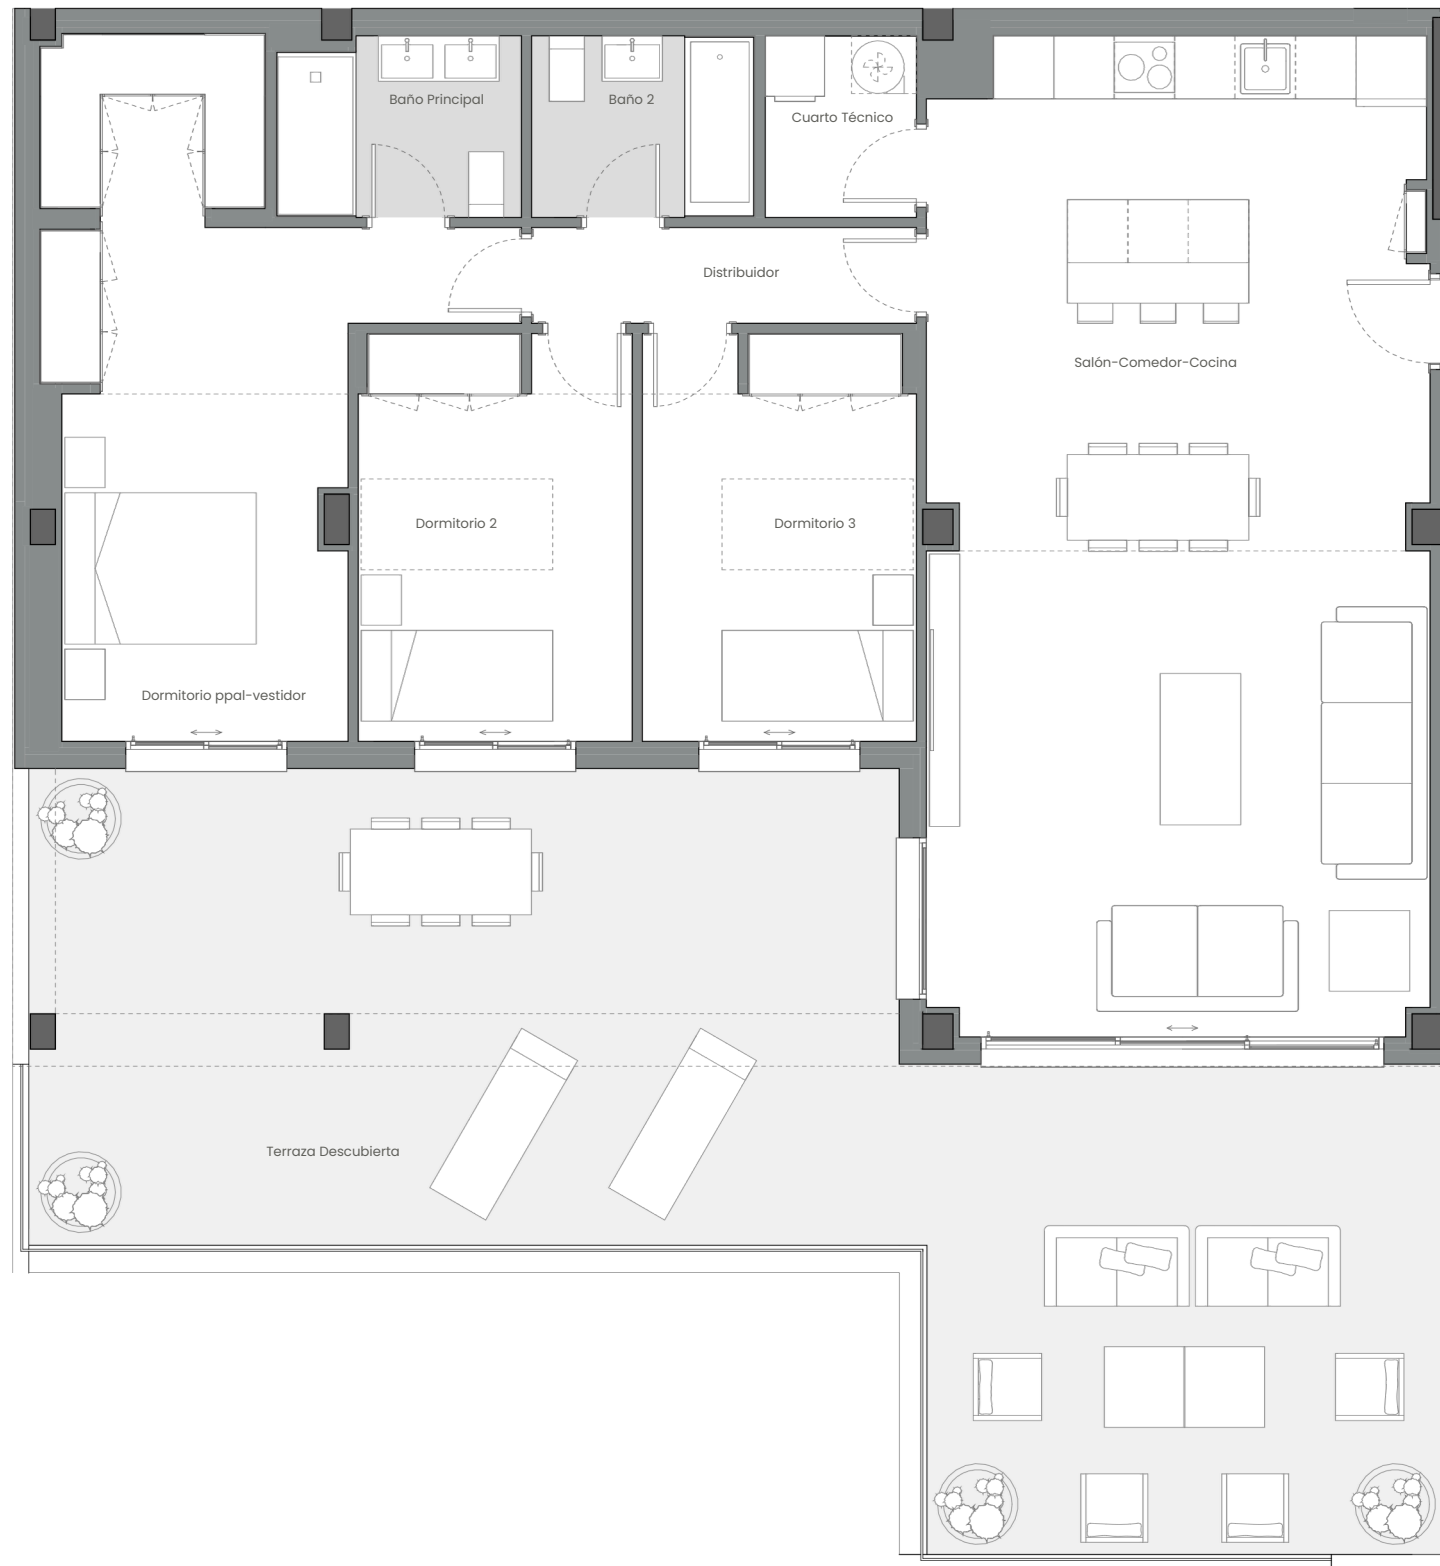 Baño Principal
Baño 2
Cuarto Técnico
Distribuidor
Salón-Comedor-Cocina
Dormitorio 2
Dormitorio 3
Dormitorio ppal-vestidor
Terraza Descubierta